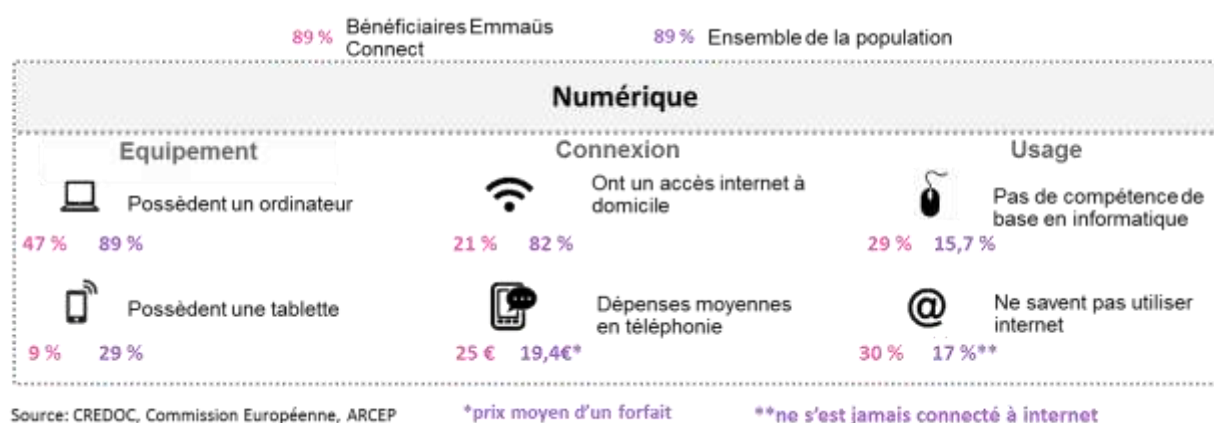 89 % Bénéficiaires Emmaüs
Connect
89 % Ensemble de la population
Numérique
Equipement
Connexion
Usage
Possèdent un ordinateur
47 % 89 %
Ont un accès internet à
domicile
21 % 82 %
Pas de compétence de
base en informatique
29 % 15,7 %
Possèdent une tablette
9 % 29 %
Dépenses moyennes
en téléphonie
25 € 19,4€*
@
Ne savent pas utiliser
internet
30 % 17 %**
Source: CREDOC, Commission Européenne, ARCEP
*prix moyen d'un forfait
**ne s'est jamais connecté à internet